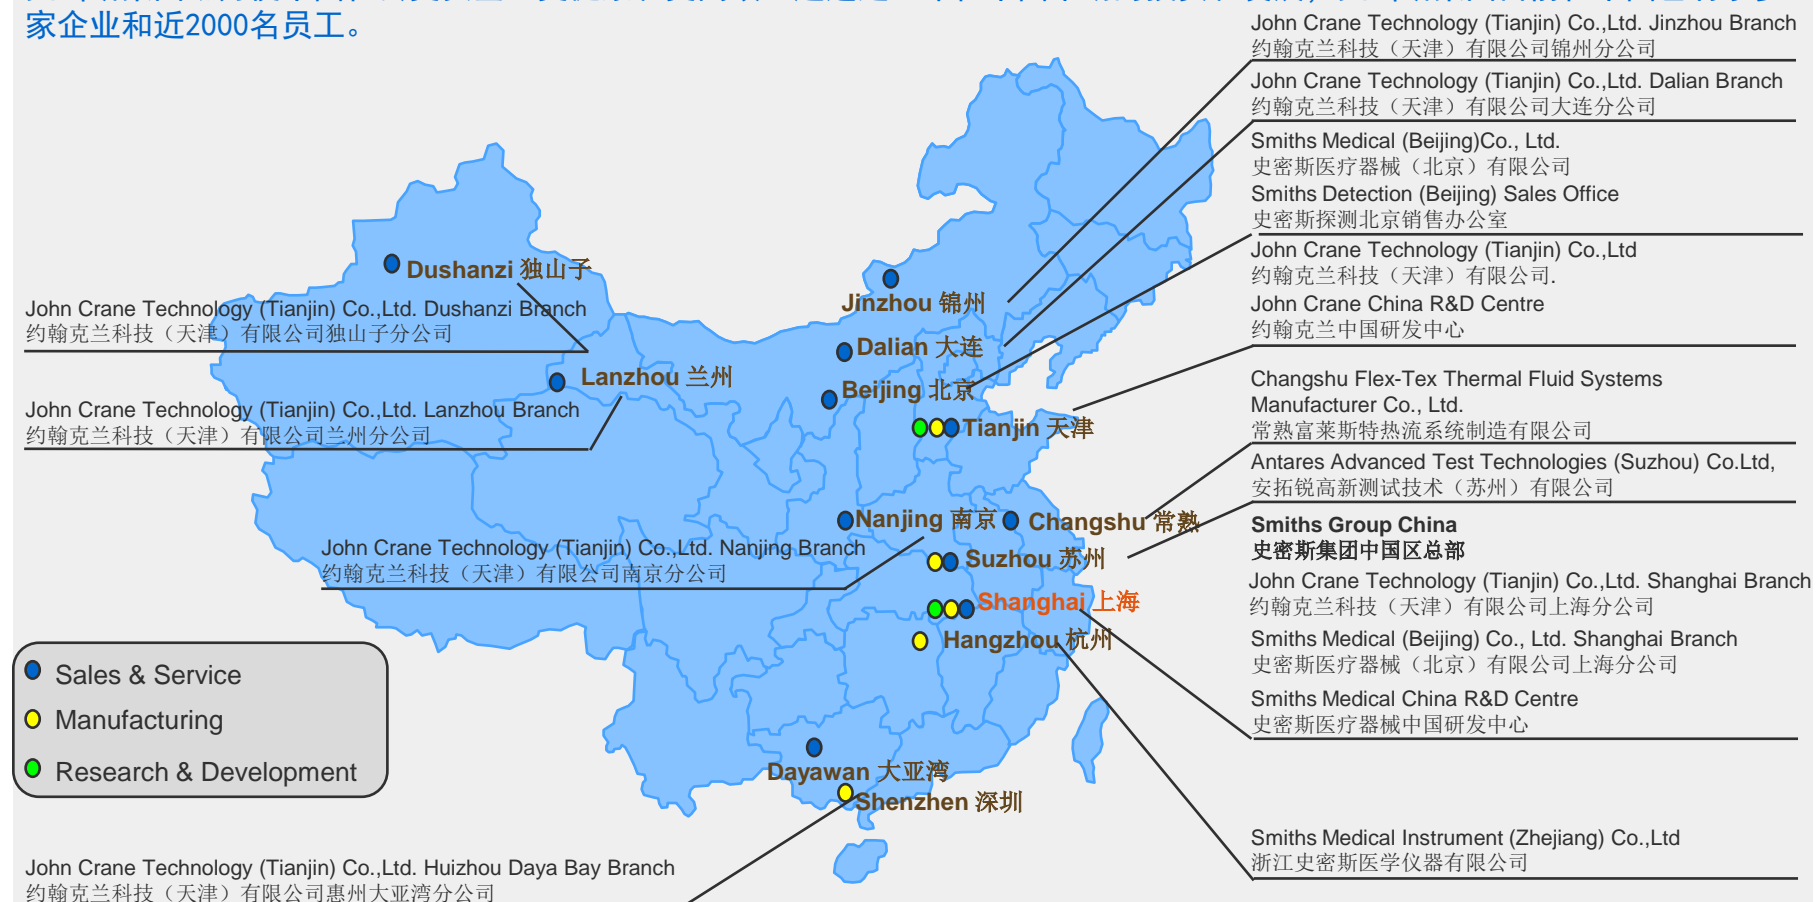 家企业和近2000名员工。
John Crane Technology (Tianjin) Co.,Ltd. Jinzhou Branch
约翰克兰科技（天津）有限公司锦州分公司
John Crane Technology (Tianjin) Co.,Ltd. Dalian Branch
约翰克兰科技（天津）有限公司大连分公司
Smiths Medical (Beijing)Co., Ltd.
史密斯医疗器械（北京）有限公司
Smiths Detection (Beijing) Sales Office
史密斯探测北京销售办公室
John Crane Technology (Tianjin) Co.,Ltd
约翰克兰科技（天津）有限公司.
John Crane China R&D Centre
约翰克兰中国研发中心
Changshu Flex-Tex Thermal Fluid Systems
Manufacturer Co., Ltd.
常熟富莱斯特热流系统制造有限公司
Antares Advanced Test Technologies (Suzhou) Co.Ltd,
安拓锐高新测试技术（苏州）有限公司
Smiths Group China
史密斯集团中国区总部
John Crane Technology (Tianjin) Co.,Ltd. Shanghai Branch
约翰克兰科技（天津）有限公司上海分公司
Smiths Medical (Beijing) Co., Ltd. Shanghai Branch
史密斯医疗器械（北京）有限公司上海分公司
Smiths Medical China R&D Centre
史密斯医疗器械中国研发中心
Smiths Medical Instrument (Zhejiang) Co.,Ltd
浙江史密斯医学仪器有限公司
Dushanzi 独山子
John Crane Technology (Tianjin) Co.,Ltd. Dushanzi Branch
约翰克兰科技（天津）有限公司独山子分公司
Jinzhou 锦州
Dalian 大连
Lanzhou 兰州
Beijing 北京
John Crane Technology (Tianjin) Co.,Ltd. Lanzhou Branch
约翰克兰科技（天津）有限公司兰州分公司
Tianjin 天津
Nanjing 南京
Changshu 常熟
John Crane Technology (Tianjin) Co.,Ltd. Nanjing Branch
约翰克兰科技（天津）有限公司南京分公司
Suzhou 苏州
Shanghai 上海
Hangzhou 杭州
Sales & Service
Manufacturing
Research & Development
Dayawan 大亚湾
Shenzhen 深圳
John Crane Technology (Tianjin) Co.,Ltd. Huizhou Daya Bay Branch
约翰克兰科技（天津）有限公司惠州大亚湾分公司